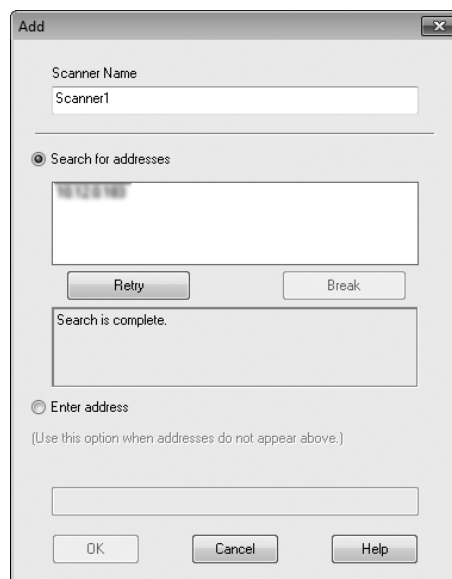 Add
Scanner Name
Scanner1
Search for addresses
Retry
Break
Search is complete.
Enter address
(Use this option when addresses do not appear above.)
OK
Cancel
Help